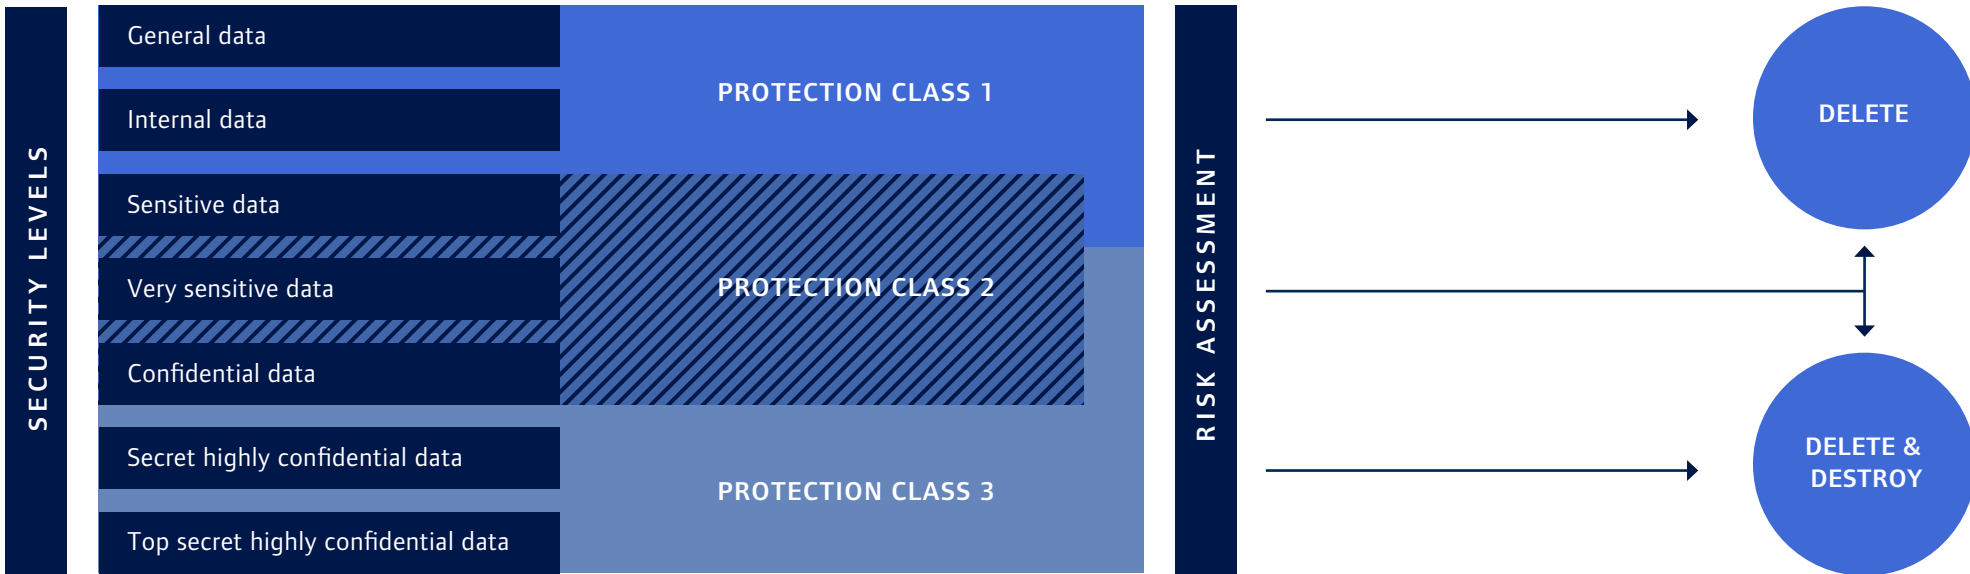 SECURITY LEVELS
General data
Internal data
Sensitive data
Very sensitive data
Confidential data
Secret highly confidential data
Top secret highly confidential data
PROTECTION CLASS 1
PROTECTION CLASS 2
PROTECTION CLASS 3
RISK ASSESSMENT
DELETE
DELETE &
DESTROY